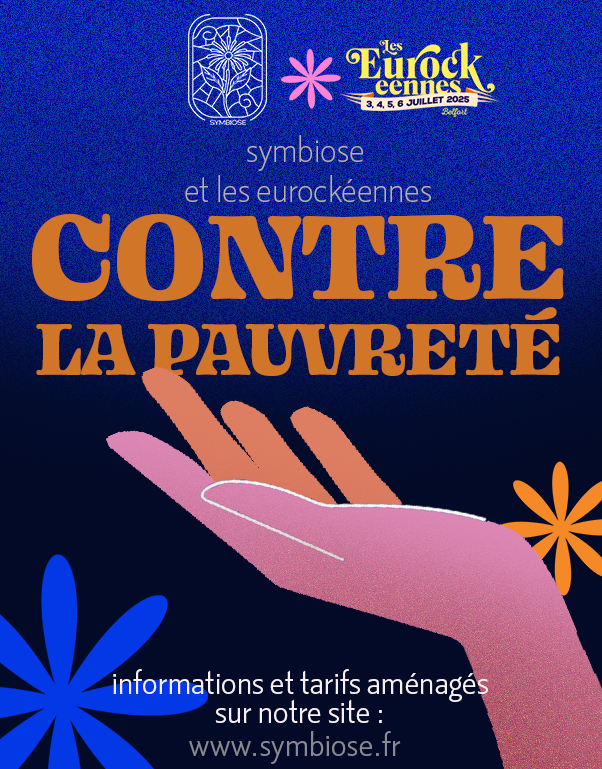 SYMBIOSE
Les
Eurock
eennes
3, 4, 5, 6 JUILLET 2025
Belfort
symbiose
et les eurockéennes
CONTRE
LA PAUVRETÉ
informations et tarifs aménagés
sur notre site :
www.symbiose.fr